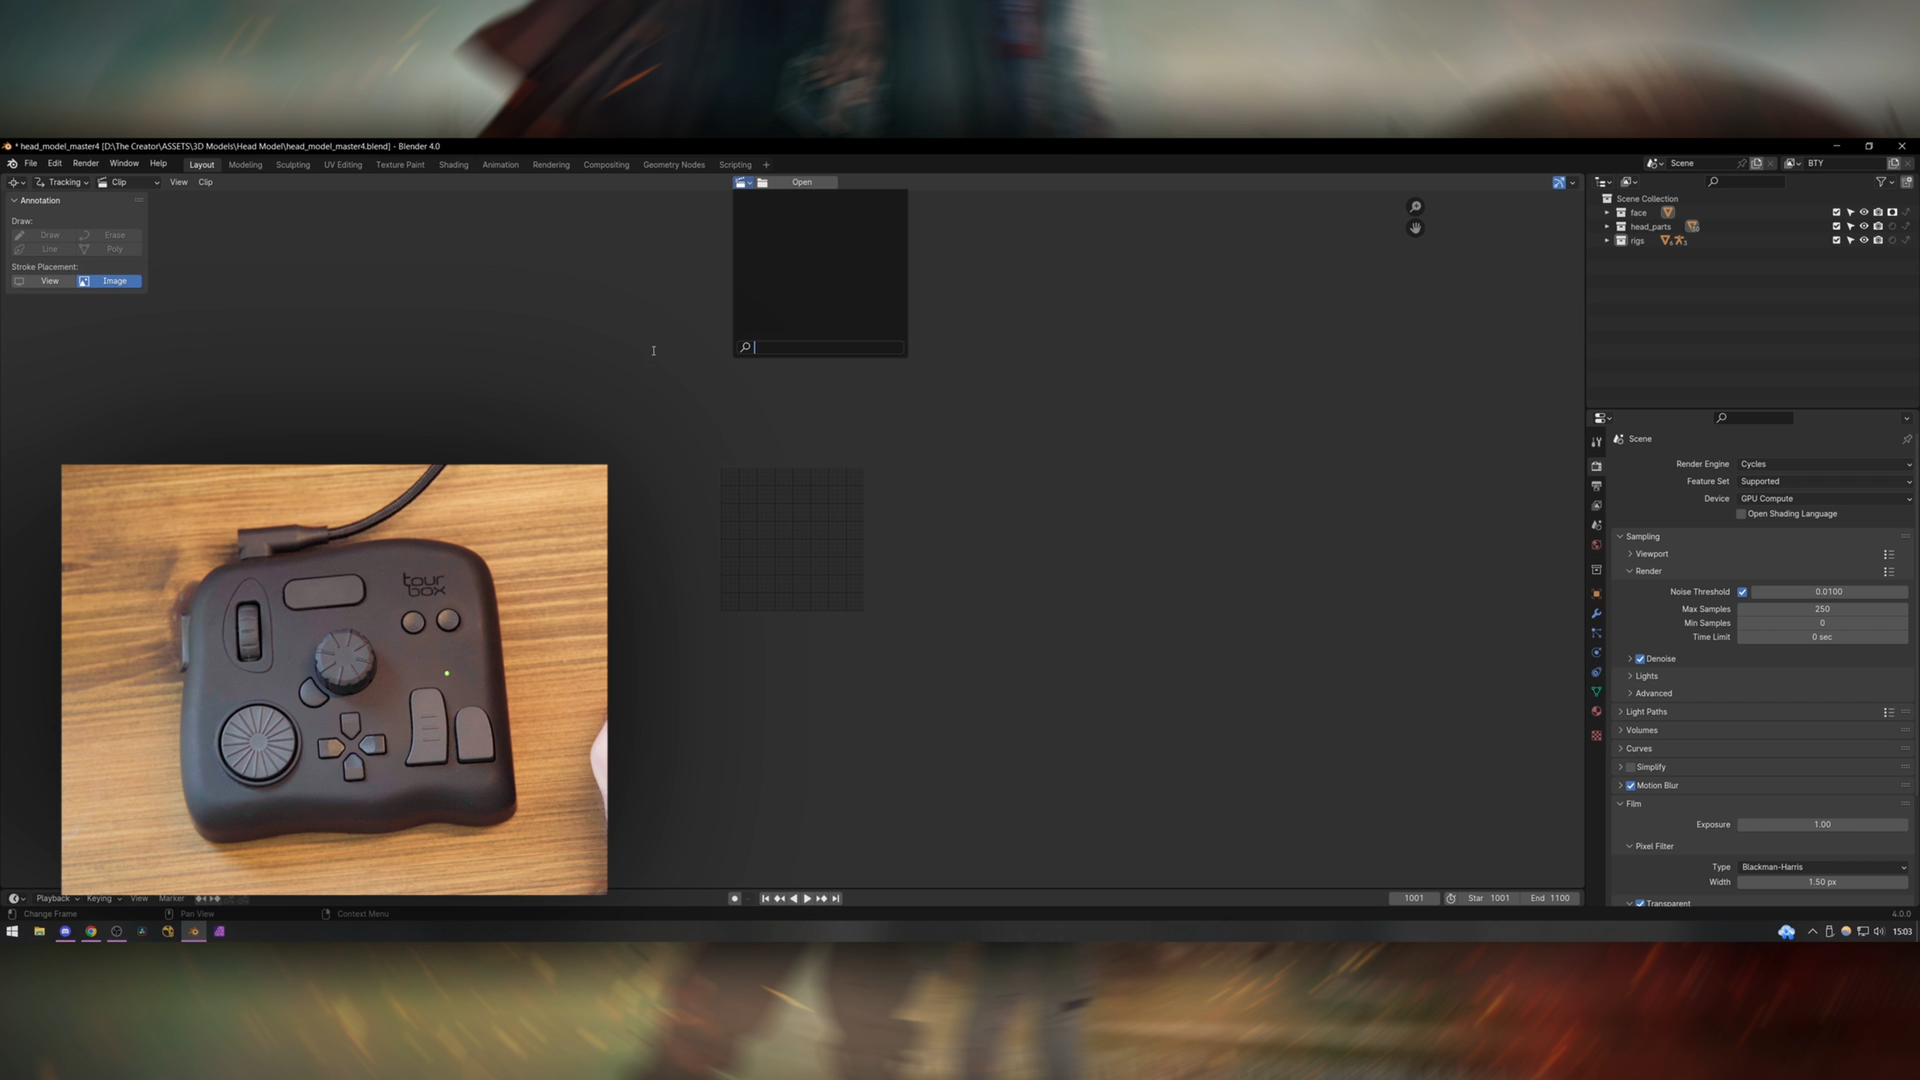 * head_model_master4 [D:\The Creator\ASSETS\3D Models\Head Model\head_model_master4.blend] - Blender 4.0
File Edit Render Window Help Layout Modeling Sculpting UV Editing Texture Paint Shading Animation Rendering Compositing Geometry Nodes Scripting + Scene BTY
Tracking Clip View Clip Open
Annotation
Draw:
Draw Erase
Line Poly
Stroke Placement:
View Image
Scene Collection
face
head_parts
rigs
Scene
Render Engine Cycles
Feature Set Supported
Device GPU Compute
Open Shading Language
Sampling
Viewport
Render
Noise Threshold 0.0100
Max Samples 250
Min Samples 0
Time Limit 0 sec
Denoise
Lights
Advanced
Light Paths
Volumes
Curves
Simplify
Motion Blur
Film
Exposure 1.00
Pixel Filter
Type Blackman-Harris
Width 1.50 px
Transparent
tour
box
Playback Keying View Marker 1001 Start 1001 End 1100
Change Frame Pan View Context Menu 4.0.0
15:03